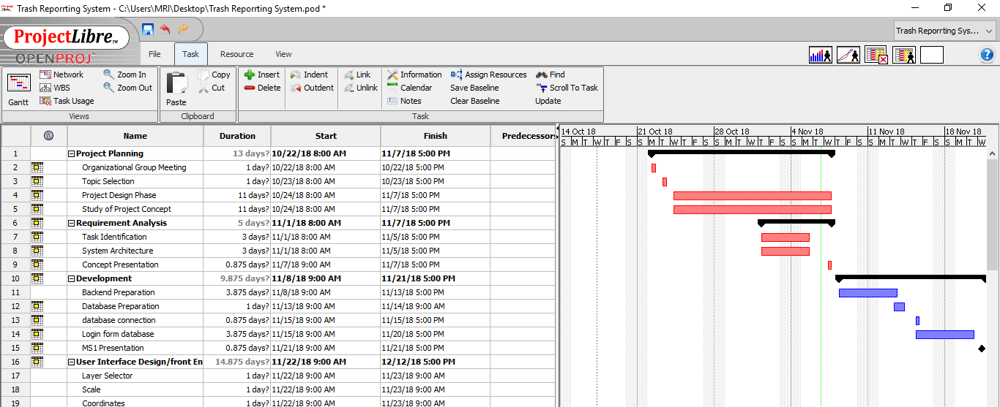 Trash Reporrting System - C:\Users\MRI\Desktop\Trash Reporrting System.pod *
ProjectLibre TM
OPENPROJ
Trash Reporrting Sys...
File Task Resource View
Gantt
Network
WBS
Task Usage
Zoom In
Zoom Out
Views
Paste
Copy
Cut
Clipboard
Insert
Delete
Indent
Outdent
Link
Unlink
Information
Calendar
Notes
Assign Resources
Save Baseline
Clear Baseline
Find
Scroll To Task
Update
Task
Name Duration Start Finish Predecessors
14 Oct 18 21 Oct 18 28 Oct 18 4 Nov 18 11 Nov 18 18 Nov 18
S M T W T F S S M T W T F S S M T W T F S S M T W T F S S M T W T F S S M T W
1 Project Planning 13 days? 10/22/18 8:00 AM 11/7/18 5:00 PM
2 Organizational Group Meeting 1 day? 10/22/18 8:00 AM 10/22/18 5:00 PM
3 Topic Selection 1 day? 10/23/18 8:00 AM 10/23/18 5:00 PM
4 Project Design Phase 11 days? 10/24/18 8:00 AM 11/7/18 5:00 PM
5 Study of Project Concept 11 days? 10/24/18 8:00 AM 11/7/18 5:00 PM
6 Requirement Analysis 5 days? 11/1/18 8:00 AM 11/7/18 5:00 PM
7 Task Identification 3 days? 11/1/18 8:00 AM 11/5/18 5:00 PM
8 System Architecture 3 days? 11/1/18 8:00 AM 11/5/18 5:00 PM
9 Concept Presentation 0.875 days? 11/7/18 9:00 AM 11/7/18 5:00 PM
10 Development 9.875 days? 11/8/18 9:00 AM 11/21/18 5:00 PM
11 Backend Preparation 3.875 days? 11/8/18 9:00 AM 11/13/18 5:00 PM
12 Database Preparation 1 day? 11/13/18 9:00 AM 11/14/18 9:00 AM
13 database connection 0.875 days? 11/15/18 9:00 AM 11/15/18 5:00 PM
14 Login form database 3.875 days? 11/15/18 9:00 AM 11/20/18 5:00 PM
15 MS1 Presentation 0.875 days? 11/21/18 9:00 AM 11/21/18 5:00 PM
16 User Interface Design/front En 14.875 days? 11/22/18 9:00 AM 12/12/18 5:00 PM
17 Layer Selector 1 day? 11/22/18 9:00 AM 11/23/18 9:00 AM
18 Scale 1 day? 11/22/18 9:00 AM 11/23/18 9:00 AM
19 Coordinates 1 day? 11/22/18 9:00 AM 11/23/18 9:00 AM